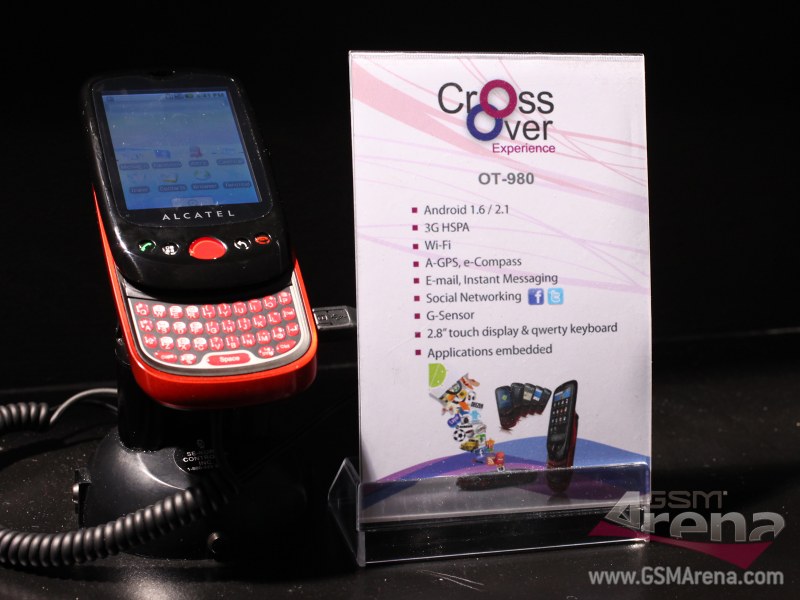 ALCATEL
Space
CrOss
Over
Experience
OT-980
Android 1.6 / 2.1
3G HSPA
Wi-Fi
A-GPS, e-Compass
E-mail, Instant Messaging
Social Networking f
G-Sensor
2.8" touch display & qwerty keyboard
Applications embedded
GSM
Arena
www.GSMArena.com